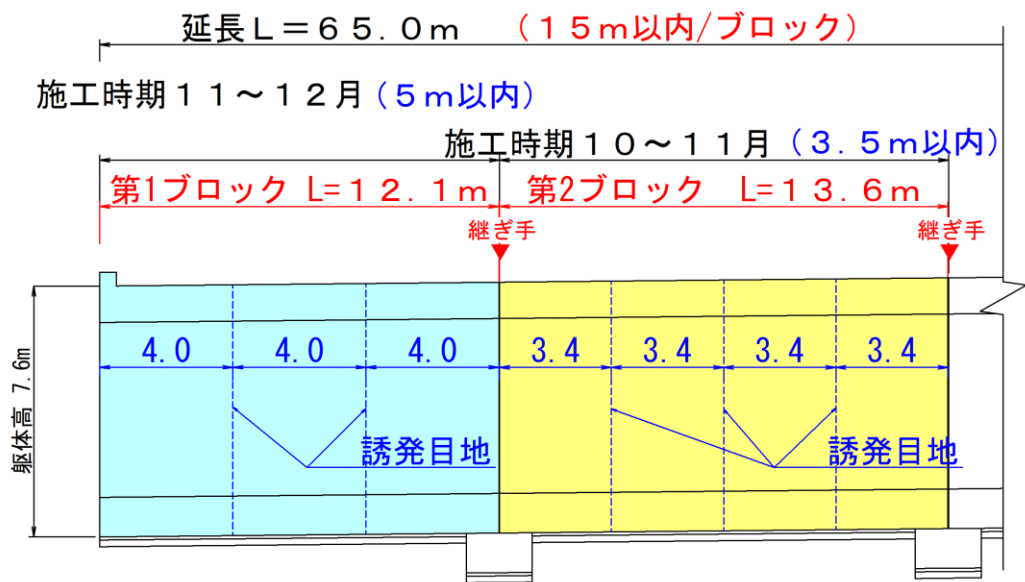 延長Ｌ＝６５.０ｍ （１５ｍ以内/ブロック）
施工時期１１～１２月（５ｍ以内）
施工時期１０～１１月（３.５ｍ以内）
第1ブロック L=１２.１ｍ
第2ブロック L=１３.６ｍ
継ぎ手
継ぎ手
4.0
4.0
4.0
3.4
3.4
3.4
3.4
誘発目地
誘発目地
躯体高 7.6m